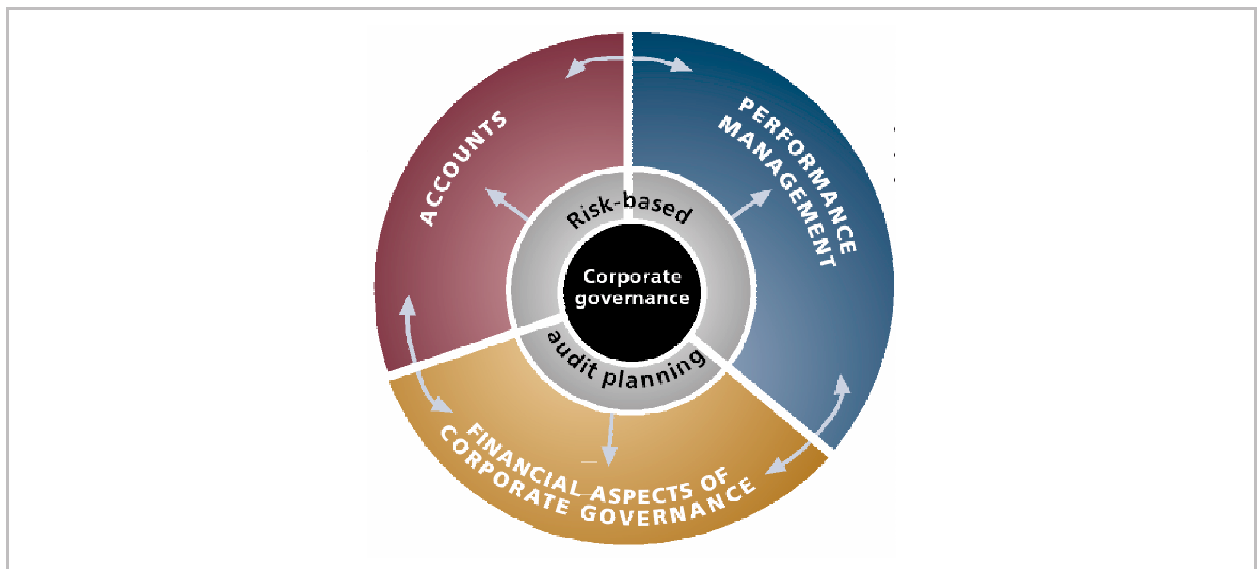 ACCOUNTS
PERFORMANCE
MANAGEMENT
Risk-based
Corporate
governance
audit planning
FINANCIAL ASPECTS OF
CORPORATE GOVERNANCE